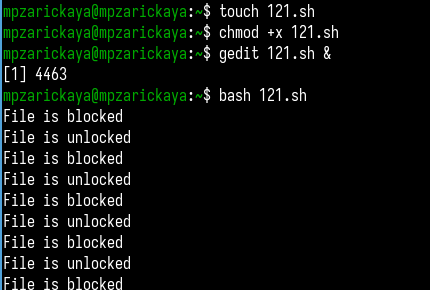 mpzarickaya@mpzarickaya:~$ touch 121.sh
mpzarickaya@mpzarickaya:~$ chmod +x 121.sh
mpzarickaya@mpzarickaya:~$ gedit 121.sh &
[1] 4463
mpzarickaya@mpzarickaya:~$ bash 121.sh
File is blocked
File is unlocked
File is blocked
File is unlocked
File is blocked
File is unlocked
File is blocked
File is unlocked
File is blocked